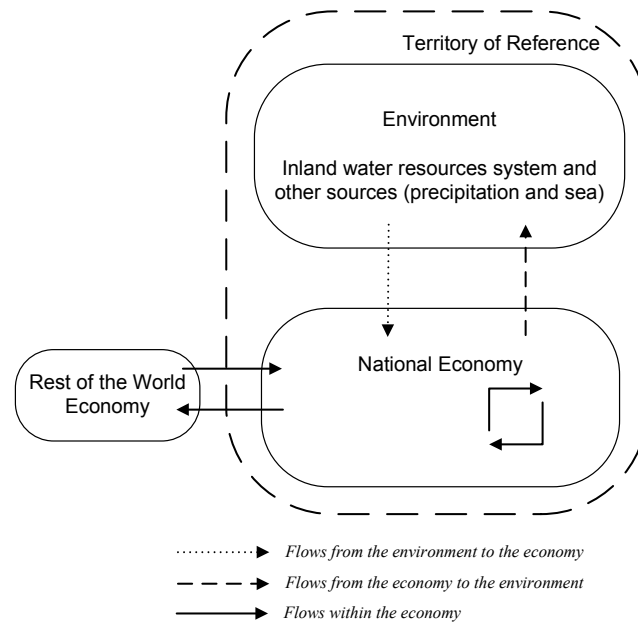 Territory of Reference
Environment
Inland water resources system and
other sources (precipitation and sea)
National Economy
Rest of the World
Economy
Flows from the environment to the economy
Flows from the economy to the environment
Flows within the economy